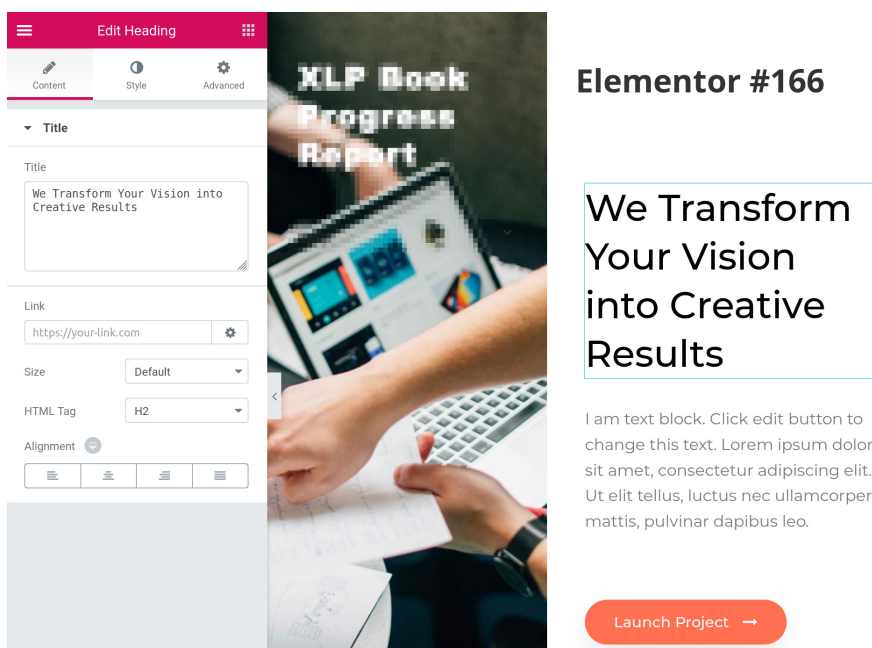 Edit Heading
Content
Style
Advanced
Title
Title
We Transform Your Vision into
Creative Results
Link
https://your-link.com
Size
Default
HTML Tag
H2
Alignment
XLP Book
Progress
Report
Elementor #166
We Transform
Your Vision
into Creative
Results
I am text block. Click edit button to
change this text. Lorem ipsum dolor
sit amet, consectetur adipiscing elit.
Ut elit tellus, luctus nec ullamcorper
mattis, pulvinar dapibus leo.
Launch Project